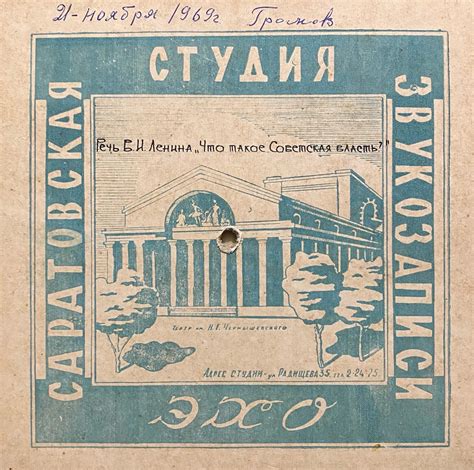 21-ноября 1969г
СТУДИЯ
САРАТОВСКАЯ
ЗВУКОЗАПИСИ
Речь В.И. Ленина „Что такое Советская власть?"
Театр им. Н.Г. Чернышевского
Адрес студии - ул. Радищева 35, тел. 2-24-75
ЭХО